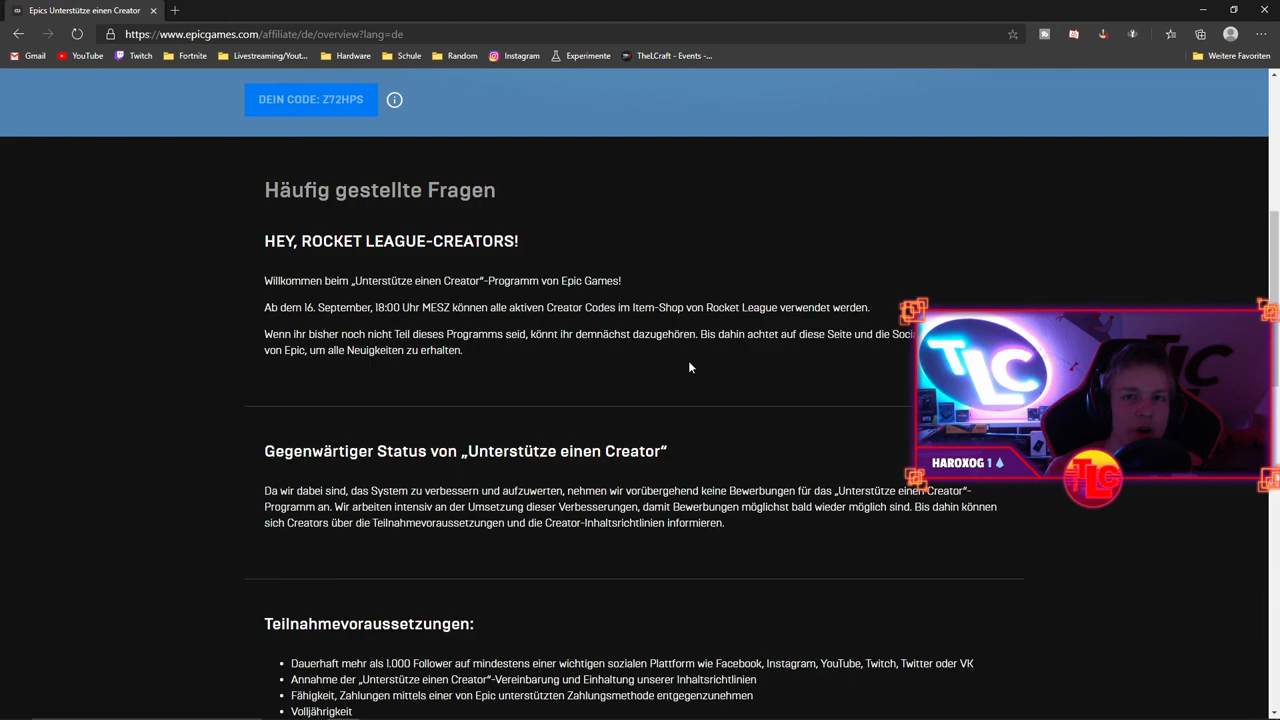 Epics Unterstütze einen Creator
https://www.epicgames.com/affiliate/de/overview?lang=de
Gmail YouTube Twitch Fortnite Livestreaming/Yout... Hardware Schule Random Instagram Experimente TheLCraft - Events -... Weitere Favoriten
DEIN CODE: Z72HPS
Häufig gestellte Fragen
HEY, ROCKET LEAGUE-CREATORS!
Willkommen beim „Unterstütze einen Creator“-Programm von Epic Games!
Ab dem 16. September, 18:00 Uhr MESZ können alle aktiven Creator Codes im Item-Shop von Rocket League verwendet werden.
Wenn ihr bisher noch nicht Teil dieses Programms seid, könnt ihr demnächst dazugehören. Bis dahin achtet auf diese Seite und die Soci
von Epic, um alle Neuigkeiten zu erhalten.
TLC
TLC
HAROXOG 1
TLC
Gegenwärtiger Status von „Unterstütze einen Creator“
Da wir dabei sind, das System zu verbessern und aufzuwerten, nehmen wir vorübergehend keine Bewerbungen für das „Unterstütze einen Creator“-
Programm an. Wir arbeiten intensiv an der Umsetzung dieser Verbesserungen, damit Bewerbungen möglichst bald wieder möglich sind. Bis dahin können
sich Creators über die Teilnahmevoraussetzungen und die Creator-Inhaltsrichtlinien informieren.
Teilnahmevoraussetzungen:
• Dauerhaft mehr als 1.000 Follower auf mindestens einer wichtigen sozialen Plattform wie Facebook, Instagram, YouTube, Twitch, Twitter oder VK
• Annahme der „Unterstütze einen Creator“-Vereinbarung und Einhaltung unserer Inhaltsrichtlinien
• Fähigkeit, Zahlungen mittels einer von Epic unterstützten Zahlungsmethode entgegenzunehmen
• Volljährigkeit